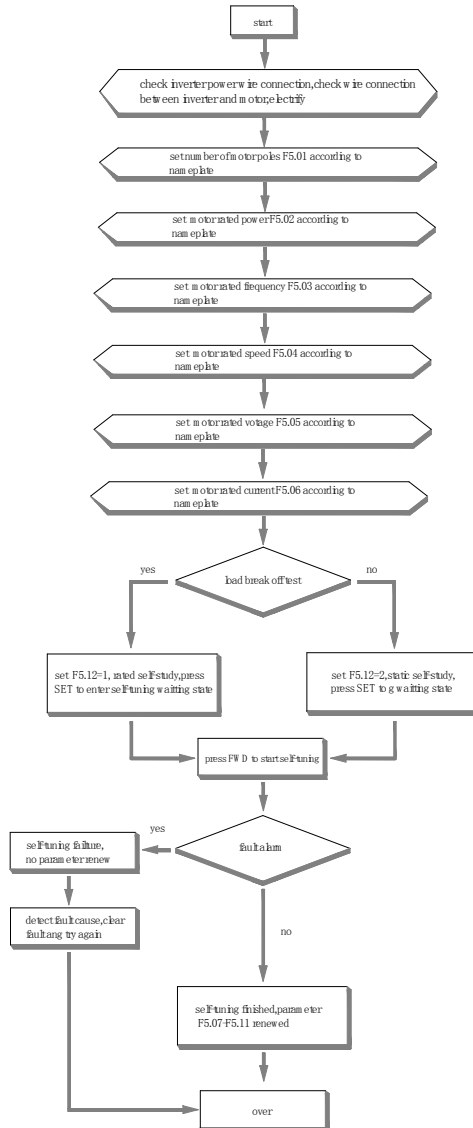 start
check inverter power wire connection,check wire connection
between inverter and motor,electrify
set number of motor poles F5.01 according to
nameplate
set motor rated power F5.02 according to
nameplate
set motor rated frequency F5.03 according to
nameplate
set motor rated speed F5.04 according to
nameplate
set motor rated votage F5.05 according to
nameplate
set motor rated current F5.06 according to
nameplate
yes
load break off test
no
set F5.12=1, rated self-study,press
SET to enter self-tuning waitting state
set F5.12=2,static self-study,
press SET to g waiting state
press FWD to start self-tuning
yes
fault alarm
self-tuning faillure,
no parameter renew
detect fault cause,clear
fault ang try again
no
self-tuning finished,parameter
F5.07-F5.11 renewed
over